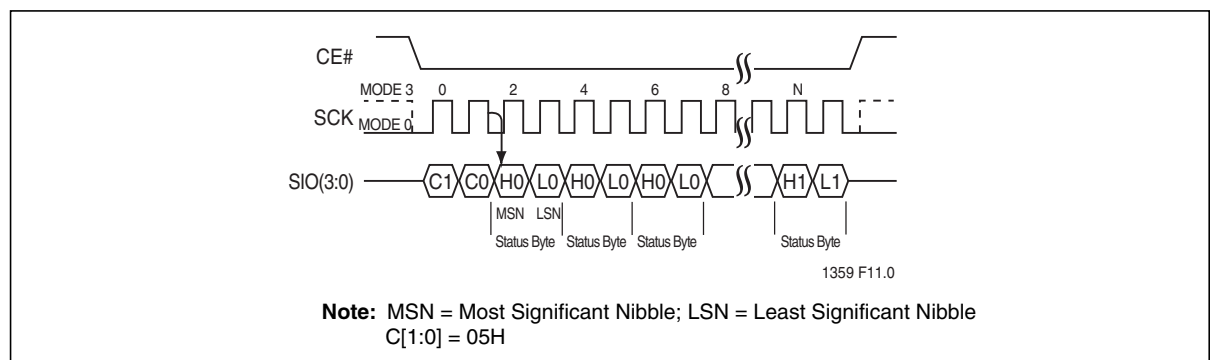 CE#
MODE 3 0 2 4 6 8 N
SCK MODE 0
SIO(3:0) C1 C0 H0 L0 H0 L0 H0 L0 H1 L1
MSN LSN
Status Byte Status Byte Status Byte Status Byte
1359 F11.0
Note: MSN = Most Significant Nibble; LSN = Least Significant Nibble
C[1:0] = 05H